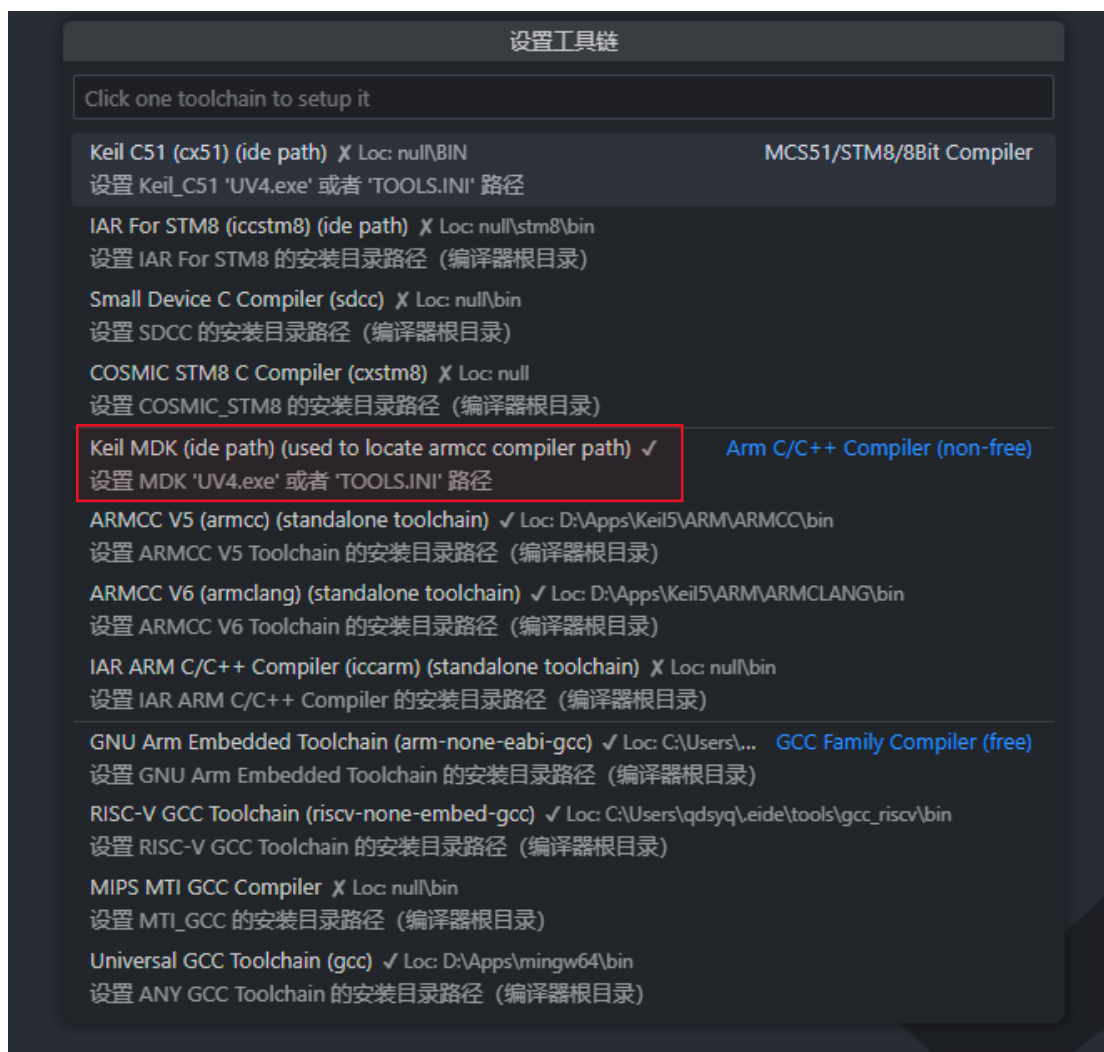 设置工具链
Click one toolchain to setup it
Keil C51 (cx51) (ide path) ✗ Loc: null\BIN MCS51/STM8/8Bit Compiler
设置 Keil_C51 'UV4.exe' 或者 'TOOLS.INI' 路径
IAR For STM8 (iccstm8) (ide path) ✗ Loc: null\stm8\bin
设置 IAR For STM8 的安装目录路径（编译器根目录）
Small Device C Compiler (sdcc) ✗ Loc: null\bin
设置 SDCC 的安装目录路径（编译器根目录）
COSMIC STM8 C Compiler (cxstm8) ✗ Loc: null
设置 COSMIC_STM8 的安装目录路径（编译器根目录）
Keil MDK (ide path) (used to locate armcc compiler path) ✓ Arm C/C++ Compiler (non-free)
设置 MDK 'UV4.exe' 或者 'TOOLS.INI' 路径
ARMCC V5 (armcc) (standalone toolchain) ✓ Loc: D:\Apps\Keil5\ARM\ARMCC\bin
设置 ARMCC V5 Toolchain 的安装目录路径（编译器根目录）
ARMCC V6 (armclang) (standalone toolchain) ✓ Loc: D:\Apps\Keil5\ARM\ARMCLANG\bin
设置 ARMCC V6 Toolchain 的安装目录路径（编译器根目录）
IAR ARM C/C++ Compiler (iccarm) (standalone toolchain) ✗ Loc: null\bin
设置 IAR ARM C/C++ Compiler 的安装目录路径（编译器根目录）
GNU Arm Embedded Toolchain (arm-none-eabi-gcc) ✓ Loc: C:\Users\... GCC Family Compiler (free)
设置 GNU Arm Embedded Toolchain 的安装目录路径（编译器根目录）
RISC-V GCC Toolchain (riscv-none-embed-gcc) ✓ Loc: C:\Users\qdsyq\.eide\tools\gcc_riscv\bin
设置 RISC-V GCC Toolchain 的安装目录路径（编译器根目录）
MIPS MTI GCC Compiler ✗ Loc: null\bin
设置 MTI_GCC 的安装目录路径（编译器根目录）
Universal GCC Toolchain (gcc) ✓ Loc: D:\Apps\mingw64\bin
设置 ANY GCC Toolchain 的安装目录路径（编译器根目录）